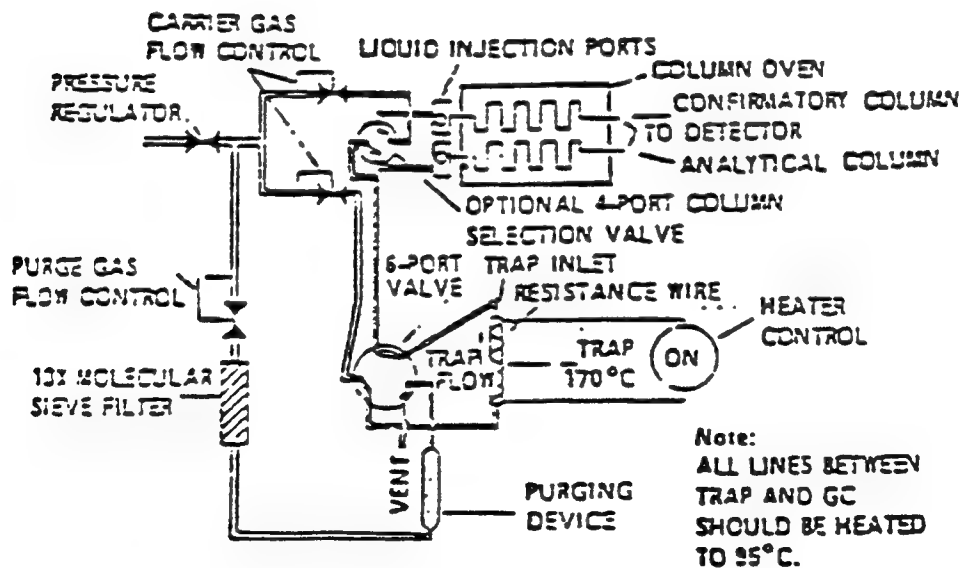 CARRIER GAS
FLOW CONTROL
LIQUID INJECTION PORTS
PRESSURE
REGULATOR
COLUMN OVEN
CONFIRMATORY COLUMN
TO DETECTOR
ANALYTICAL COLUMN
OPTIONAL 4-PORT COLUMN
SELECTION VALVE
PURGE GAS
FLOW CONTROL
6-PORT
VALVE
TRAP INLET
RESISTANCE WIRE
HEATER
CONTROL
TRAP
FLOW
TRAP
170°C
ON
13X MOLECULAR
SIEVE FILTER
VENT
PURGING
DEVICE
Note:
ALL LINES BETWEEN
TRAP AND GC
SHOULD BE HEATED
TO 95°C.